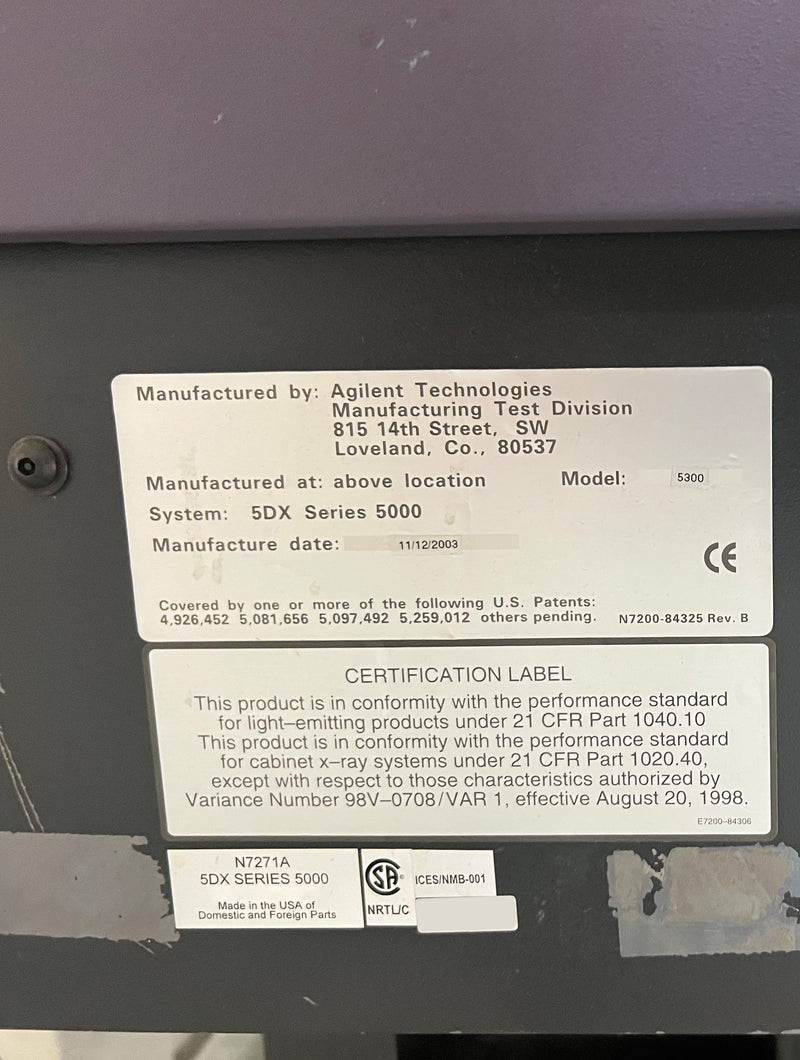 Manufactured by: Agilent Technologies
Manufacturing Test Division
815 14th Street, SW
Loveland, Co., 80537
Manufactured at: above location Model: 5300
System: 5DX Series 5000
Manufacture date: 11/12/2003
CE
Covered by one or more of the following U.S. Patents:
4,926,452 5,081,656 5,097,492 5,259,012 others pending. N7200-84325 Rev. B
CERTIFICATION LABEL
This product is in conformity with the performance standard
for light-emitting products under 21 CFR Part 1040.10
This product is in conformity with the performance standard
for cabinet x-ray systems under 21 CFR Part 1020.40,
except with respect to those characteristics authorized by
Variance Number 98V-0708/VAR 1, effective August 20, 1998.
E7200-84306
N7271A
5DX SERIES 5000
Made in the USA of
Domestic and Foreign Parts
SA ®
NRTL/C
ICES/NMB-001